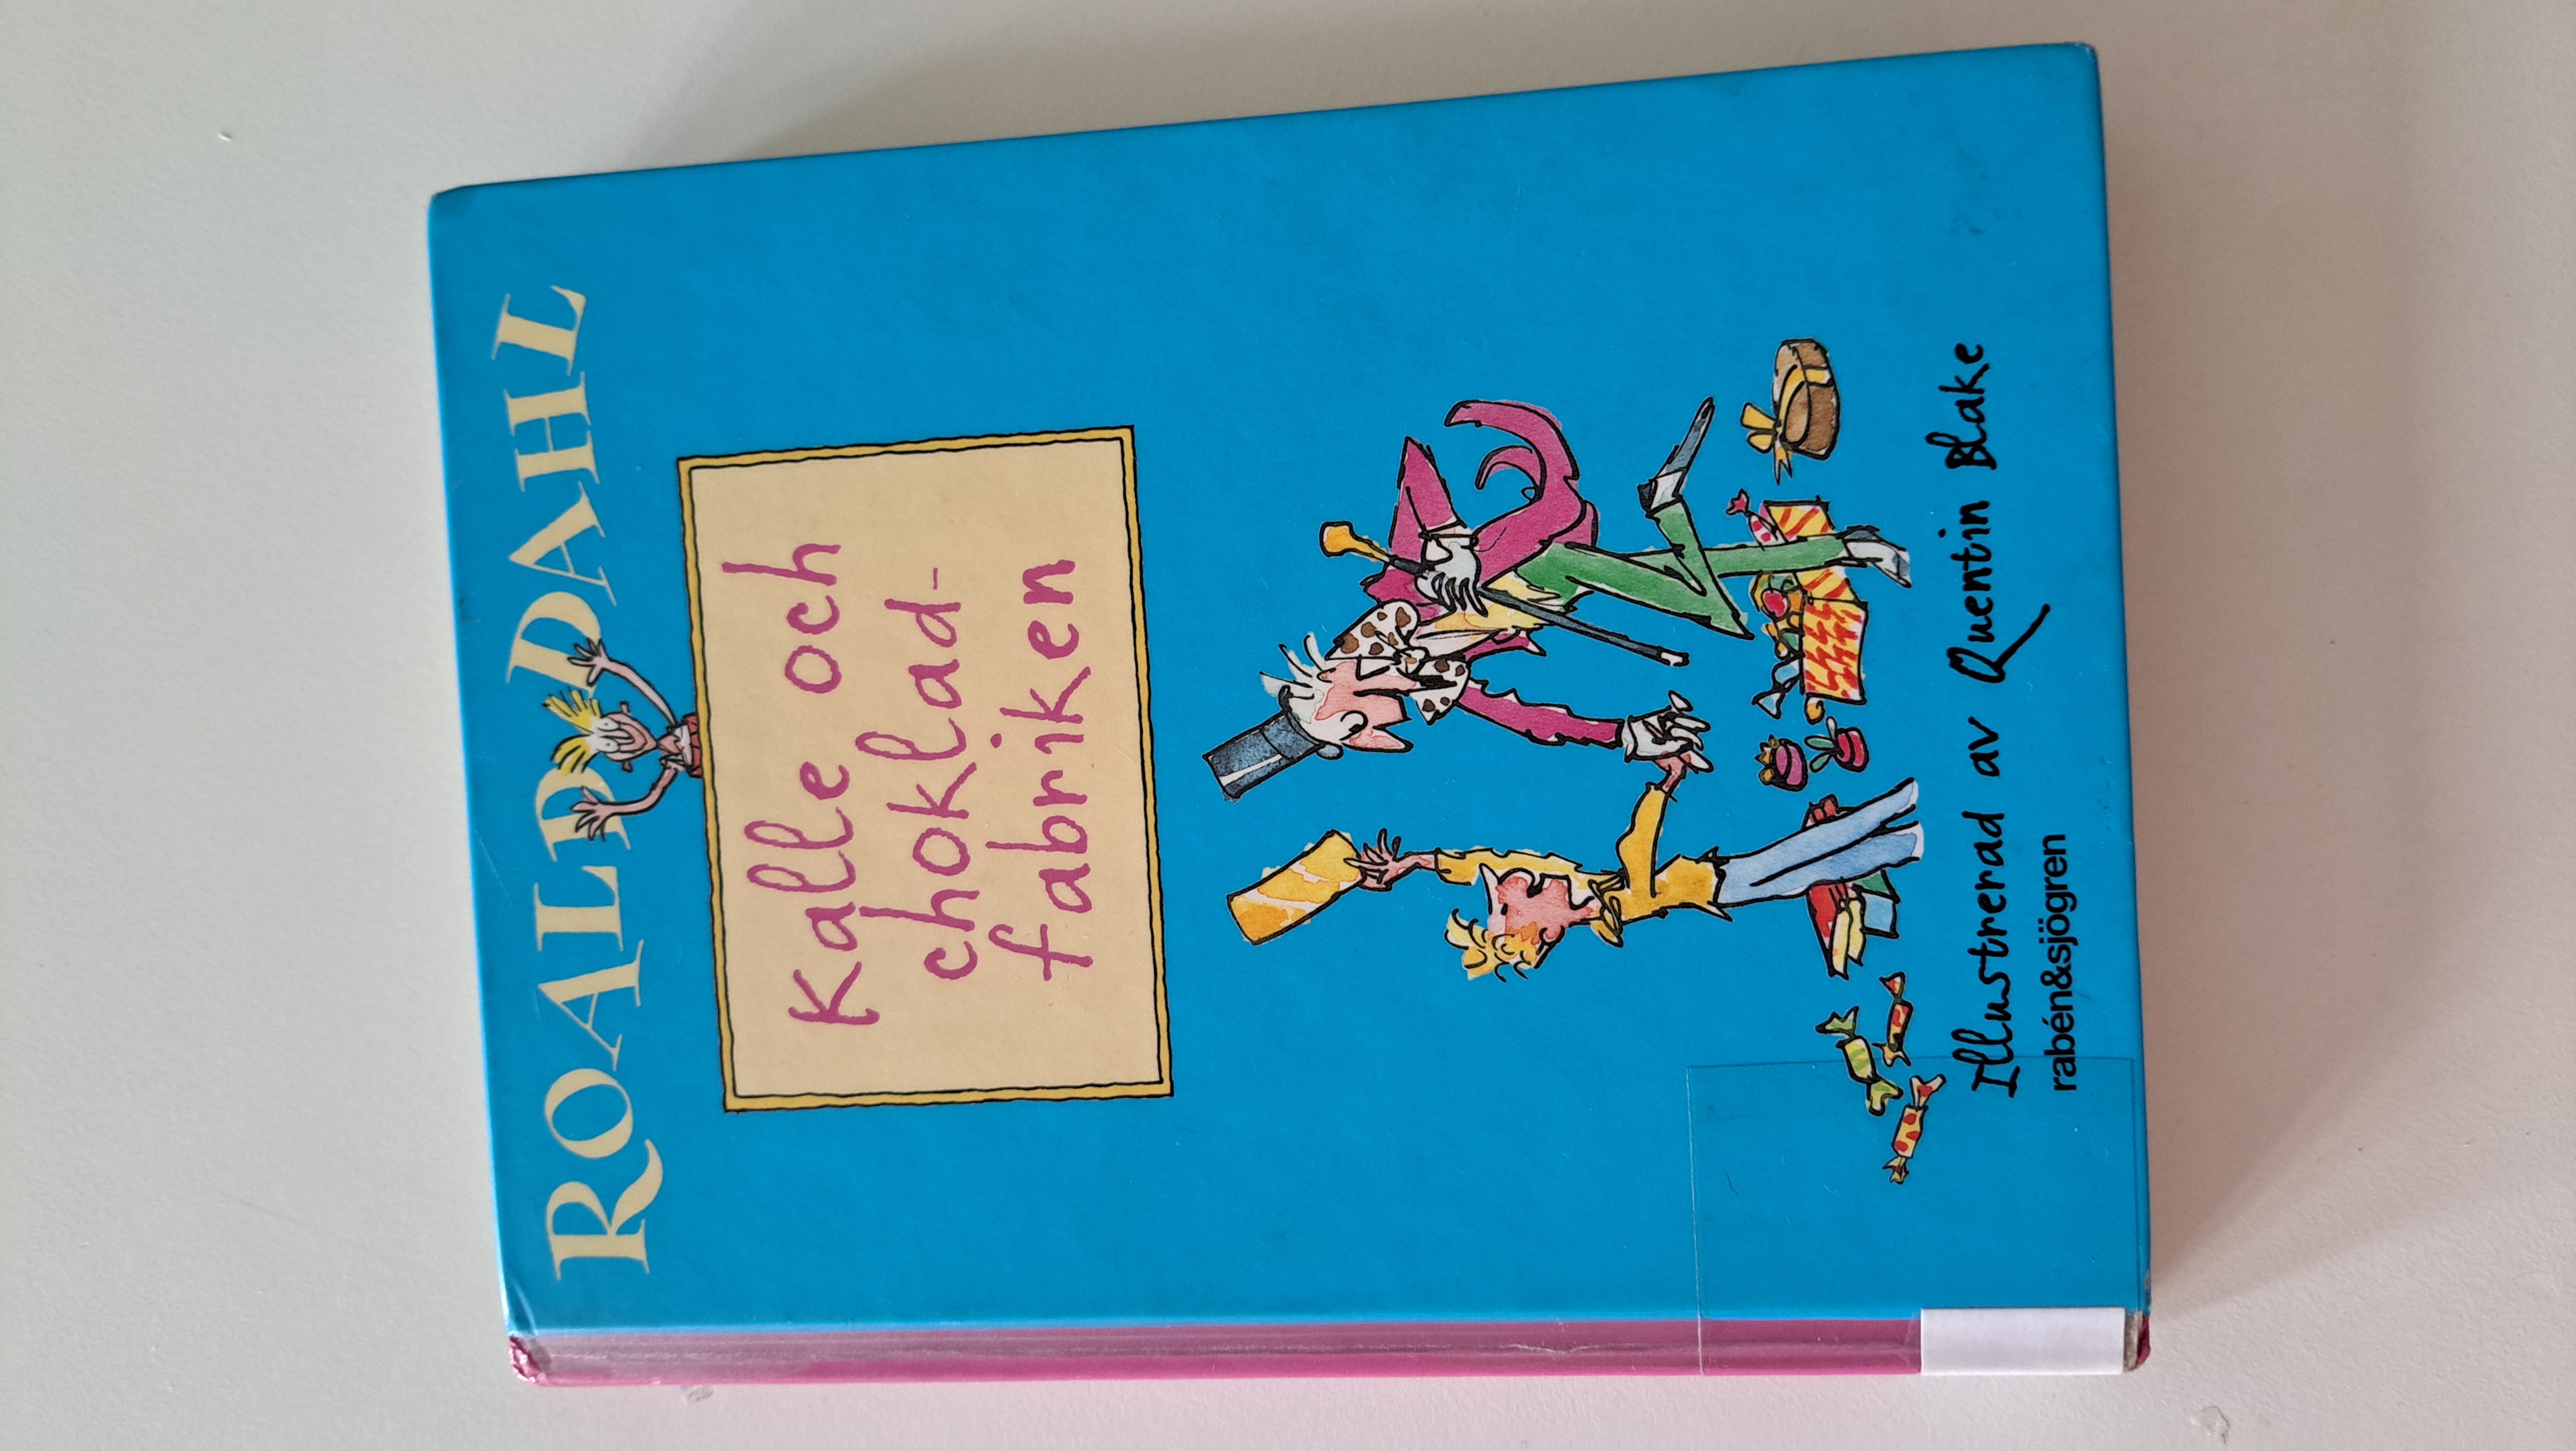 ROALD DAHL
Kalle och
choklad-
fabriken
Illustrerad av Quentin Blake
rabén&sjögren